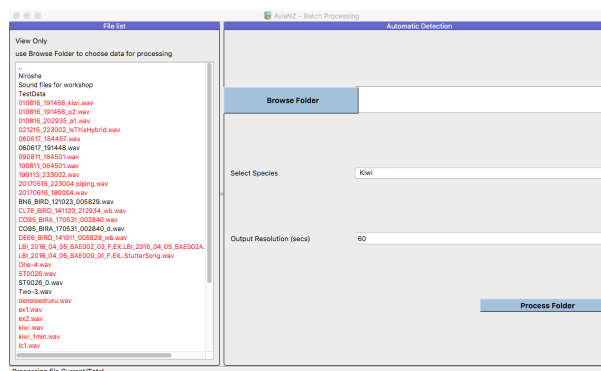 AviaNZ - Batch Processing
File list
Automatic Detection
View Only
use Browse Folder to choose data for processing
..
Nirosha
Sound files for workshop
TestData
010816_191458_kiwi.wav
010816_191458_p2.wav
010816_202935_p1.wav
021215_223002_IsThisHybrid.wav
060617_184457.wav
060617_191448.wav
090811_184501.wav
100811_064501.wav
190113_233002.wav
20170515_223004 piping.wav
20170616_180004.wav
BN6_BIRD_121023_005829.wav
CL78_BIRD_141120_212934_wb.wav
CO95_BIRA_170531_002840.wav
CO95_BIRA_170531_002840_d.wav
DE66_BIRD_141011_005829_wb.wav
LBI_2016_04_05_BAE002_03_F.EX.LBI_2016_04_05_BAE002A.
LBI_2016_04_05_BAE009_01_F.EX..StutterSong.wav
One-4.wav
ST0026.wav
ST0026_0.wav
Two-3.wav
denoisedruru.wav
ex1.wav
ex2.wav
kiwi.wav
kiwi_1min.wav
lc1.wav
Browse Folder
Select Species
Kiwi
Output Resolution (secs)
60
Process Folder
Processing file Current/Total